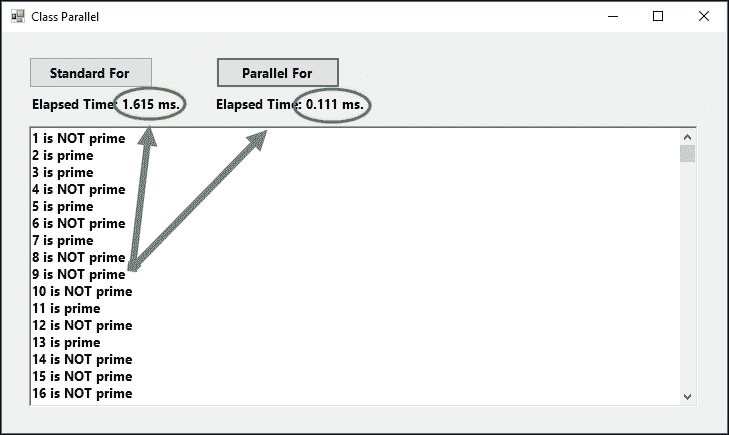 Class Parallel
Standard For Parallel For
Elapsed Time: 1.615 ms. Elapsed Time: 0.111 ms.
1 is NOT prime
2 is prime
3 is prime
4 is NOT prime
5 is prime
6 is NOT prime
7 is prime
8 is NOT prime
9 is NOT prime
10 is NOT prime
11 is prime
12 is NOT prime
13 is prime
14 is NOT prime
15 is NOT prime
16 is NOT prime